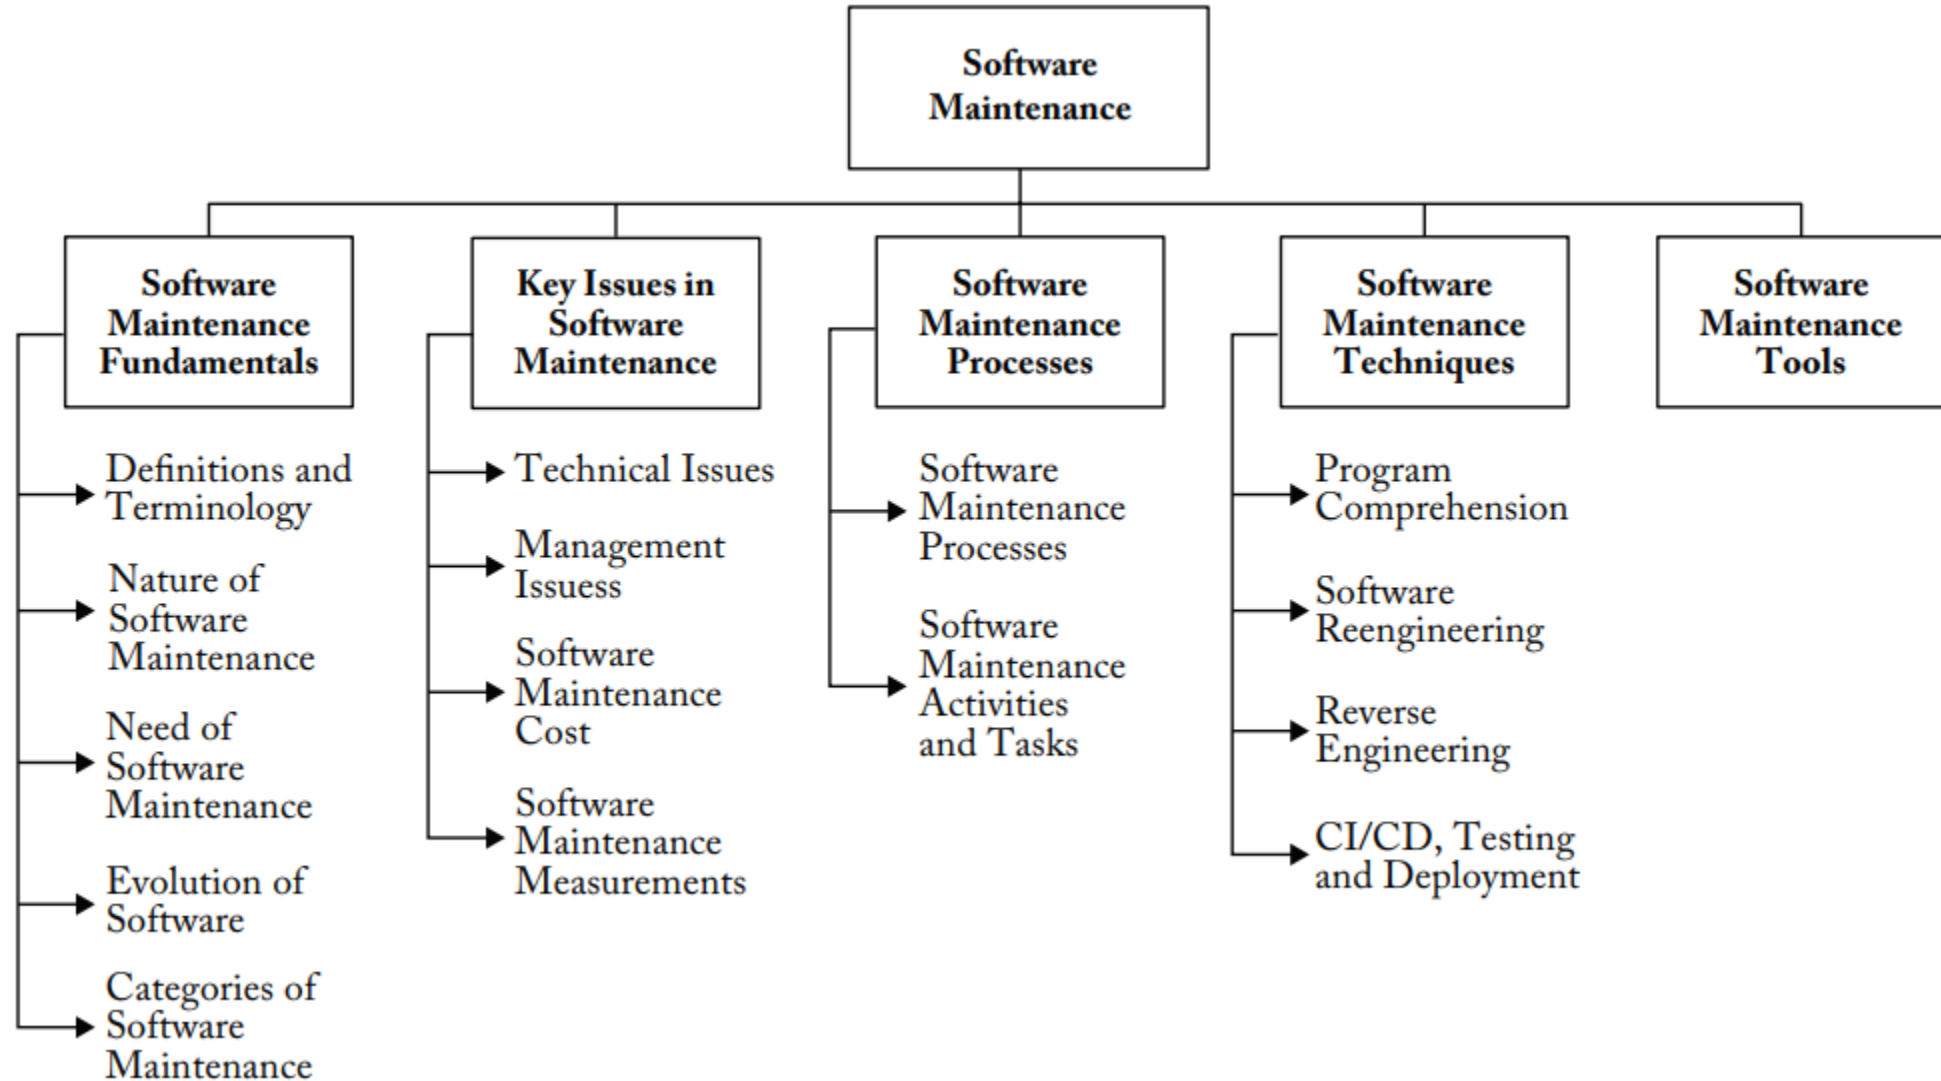 Software
Maintenance
Software
Maintenance
Fundamentals
Key Issues in
Software
Maintenance
Software
Maintenance
Processes
Software
Maintenance
Techniques
Software
Maintenance
Tools
Definitions and
Terminology
Nature of
Software
Maintenance
Need of
Software
Maintenance
Evolution of
Software
Categories of
Software
Maintenance
Technical Issues
Management
Issuess
Software
Maintenance
Cost
Software
Maintenance
Measurements
Software
Maintenance
Processes
Software
Maintenance
Activities
and Tasks
Program
Comprehension
Software
Reengineering
Reverse
Engineering
CI/CD, Testing
and Deployment